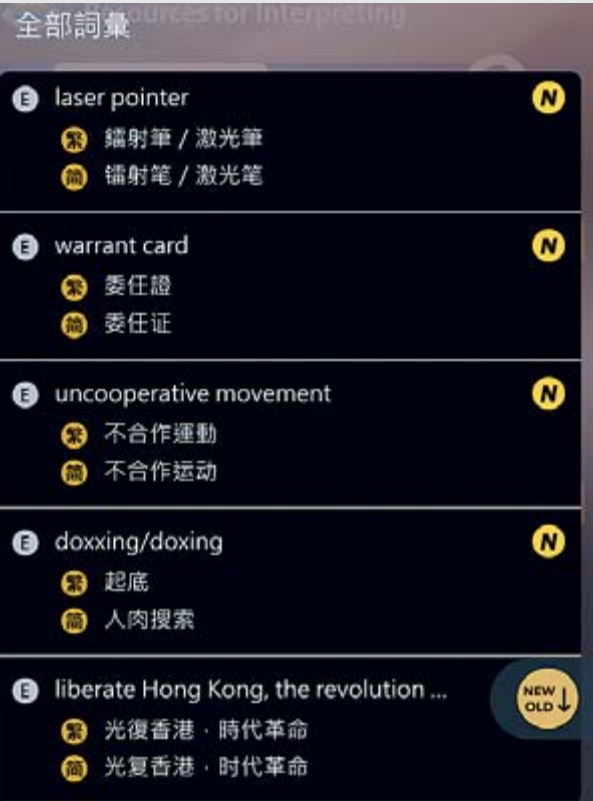 Resources for Interpreting
全部詞彙
E laser pointer N
繁 鐳射筆 / 激光筆
简 镭射笔 / 激光笔
E warrant card N
繁 委任證
简 委任证
E uncooperative movement N
繁 不合作運動
简 不合作运动
E doxxing/doxing N
繁 起底
简 人肉搜索
E liberate Hong Kong, the revolution ...
NEW
OLD ↓
繁 光復香港﹒時代革命
简 光复香港﹒时代革命